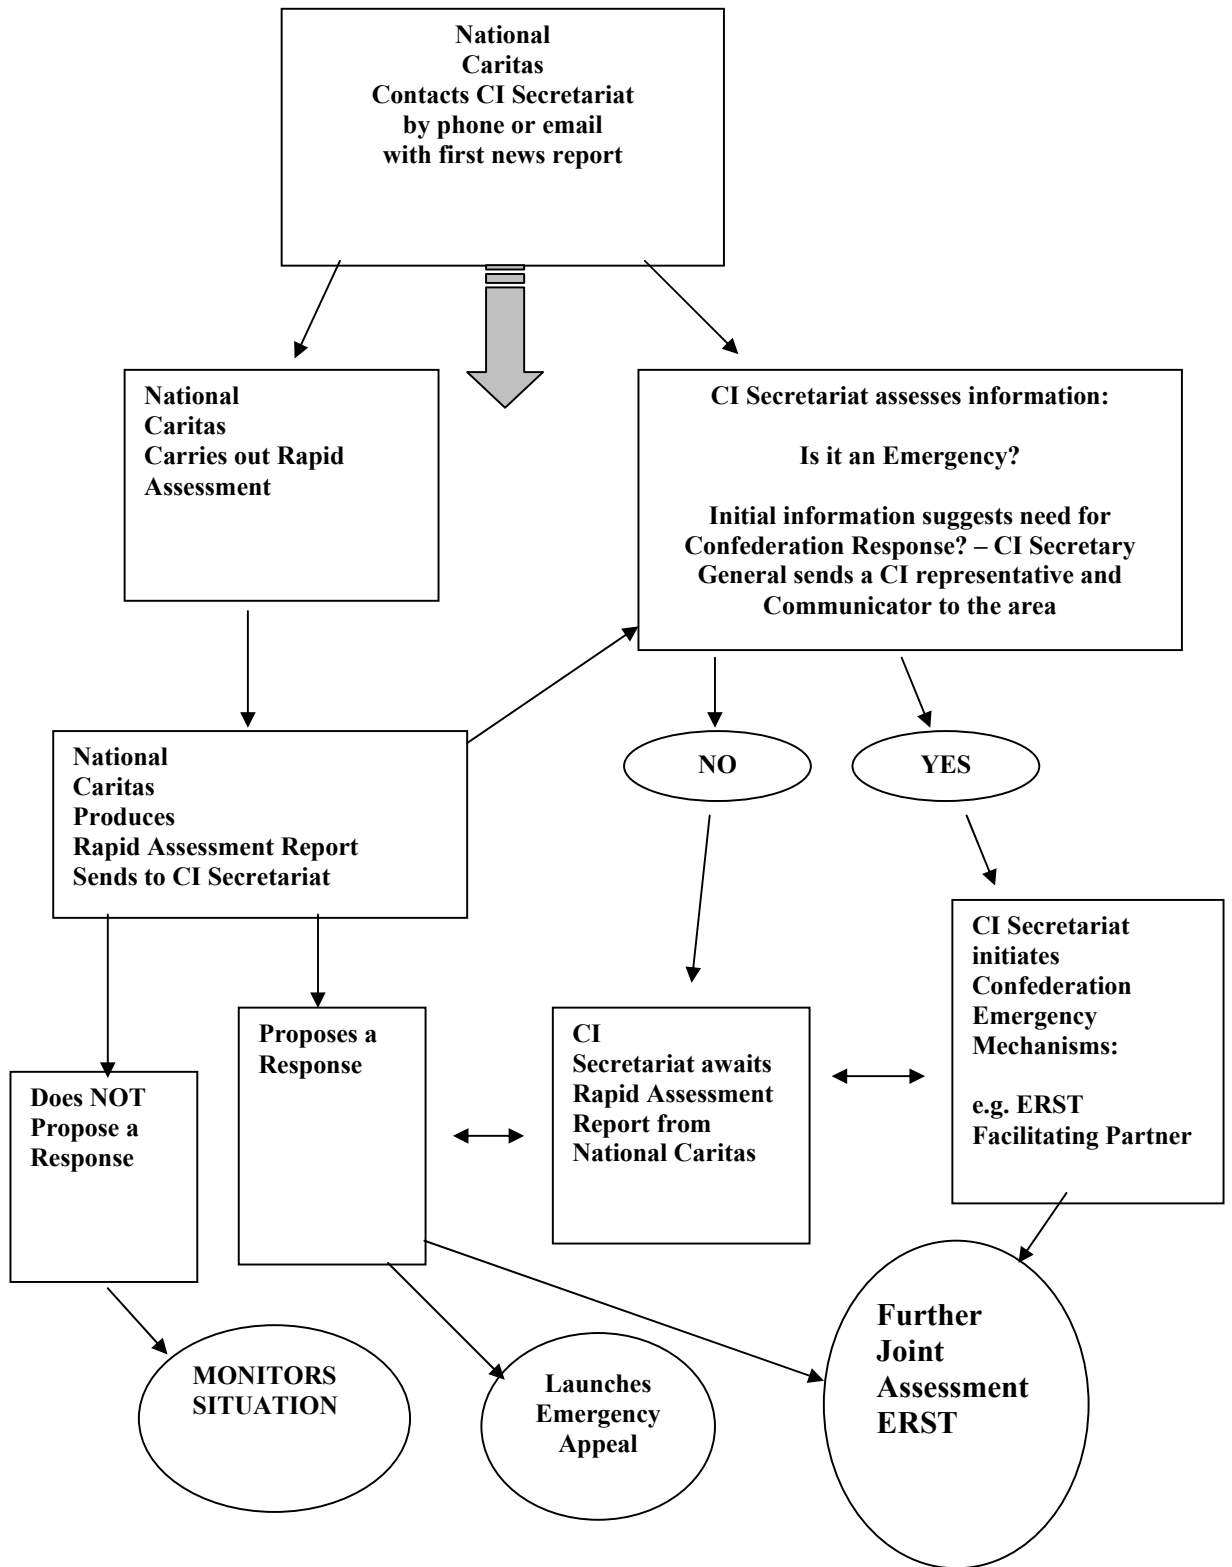 National
Caritas
Contacts CI Secretariat
by phone or email
with first news report
National
Caritas
Carries out Rapid
Assessment
CI Secretariat assesses information:
Is it an Emergency?
Initial information suggests need for
Confederation Response? – CI Secretary
General sends a CI representative and
Communicator to the area
National
Caritas
Produces
Rapid Assessment Report
Sends to CI Secretariat
NO
YES
Does NOT
Propose a
Response
Proposes a
Response
CI
Secretariat awaits
Rapid Assessment
Report from
National Caritas
CI Secretariat
initiates
Confederation
Emergency
Mechanisms:
e.g. ERST
Facilitating Partner
MONITORS
SITUATION
Launches
Emergency
Appeal
Further
Joint
Assessment
ERST